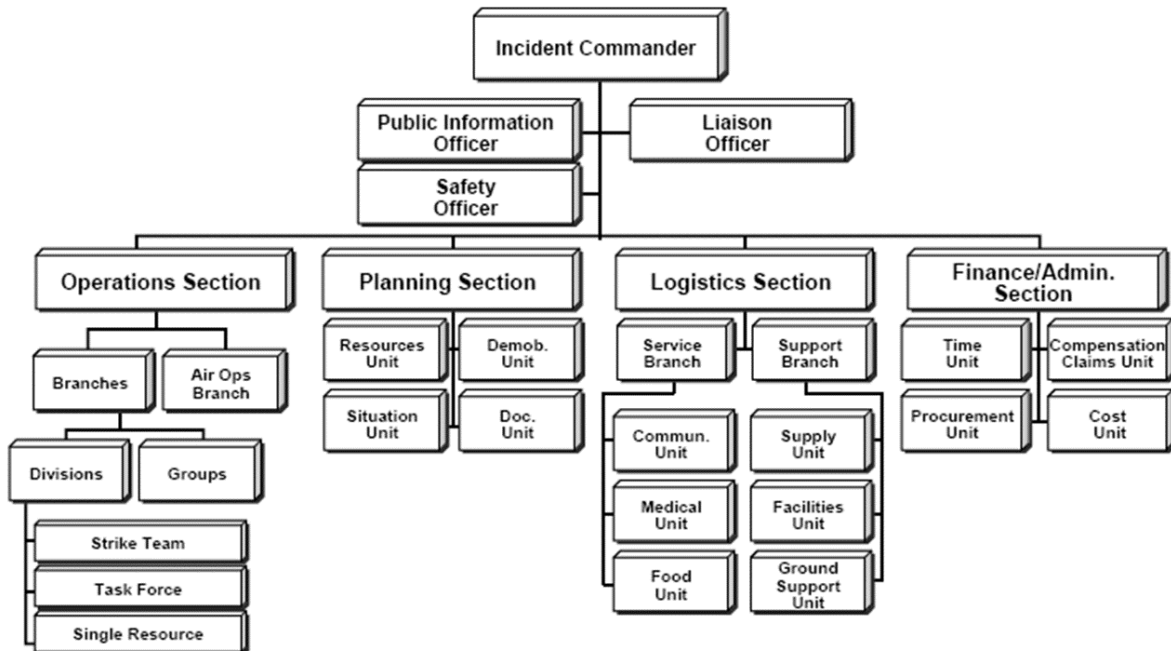 Incident Commander
Public Information
Officer
Liaison
Officer
Safety
Officer
Operations Section
Planning Section
Logistics Section
Finance/Admin.
Section
Branches
Air Ops
Branch
Divisions
Groups
Strike Team
Task Force
Single Resource
Resources
Unit
Demob.
Unit
Situation
Unit
Doc.
Unit
Service
Branch
Support
Branch
Commun.
Unit
Supply
Unit
Medical
Unit
Facilities
Unit
Food
Unit
Ground
Support
Unit
Time
Unit
Compensation
Claims Unit
Procurement
Unit
Cost
Unit